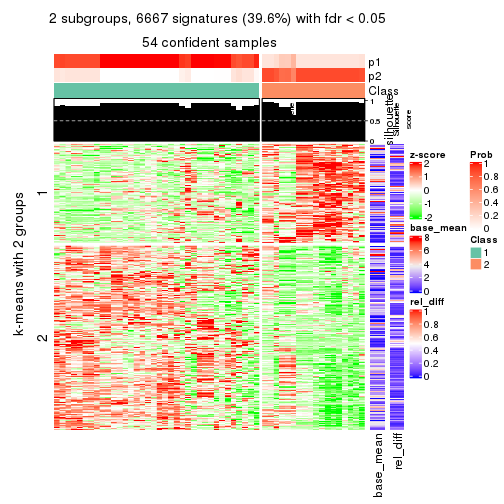 2 subgroups, 6667 signatures (39.6%) with fdr < 0.05
54 confident samples
p1
p2
Class
silhouette
Silhouette
score
1
0.5
0
k-means with 2 groups
1
2
base_mean
rel_diff
z-score
2
1
0
-1
-2
base_mean
8
6
4
2
0
rel_diff
1
0.8
0.6
0.4
0.2
0
Prob
1
0.8
0.6
0.4
0.2
0
Class
1
2